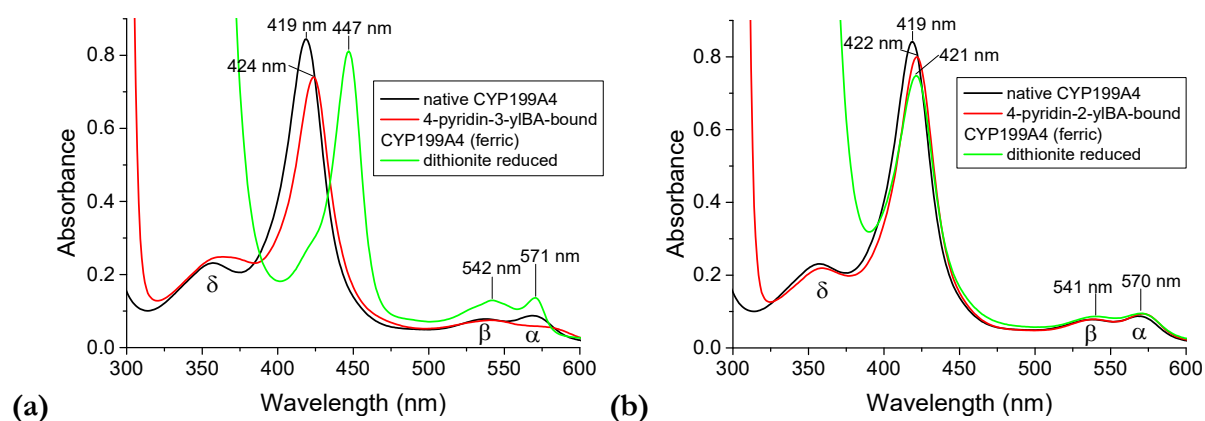 419 nm
447 nm
424 nm
native CYP199A4
4-pyridin-3-ylBA-bound
CYP199A4 (ferric)
dithionite reduced
542 nm
571 nm
δ
β
α
0.8
0.6
0.4
0.2
0.0
Absorbance
300 350 400 450 500 550 600
Wavelength (nm)
(a)
419 nm
422 nm
421 nm
native CYP199A4
4-pyridin-2-ylBA-bound
CYP199A4 (ferric)
dithionite reduced
541 nm
570 nm
δ
β
α
0.8
0.6
0.4
0.2
0.0
Absorbance
300 350 400 450 500 550 600
Wavelength (nm)
(b)